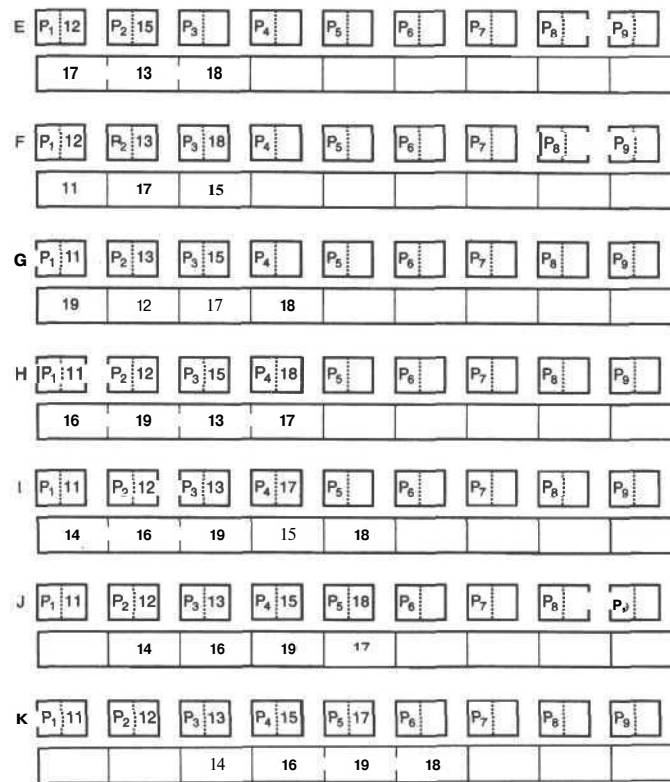 E P1 12 P2 15 P3 P4 P5 P6 P7 P8 P9
17 13 18
F P1 12 P2 13 P3 18 P4 P5 P6 P7 P8 P9
11 17 15
G P1 11 P2 13 P3 15 P4 P5 P6 P7 P8 P9
19 12 17 18
H P1 11 P2 12 P3 15 P4 18 P5 P6 P7 P8 P9
16 19 13 17
I P1 11 P2 12 P3 13 P4 17 P5 P6 P7 P8 P9
14 16 19 15 18
J P1 11 P2 12 P3 13 P4 15 P5 18 P6 P7 P8
14 16 19 17
K P1 11 P2 12 P3 13 P4 15 P5 17 P6 P7 P8 P9
14 16 19 18